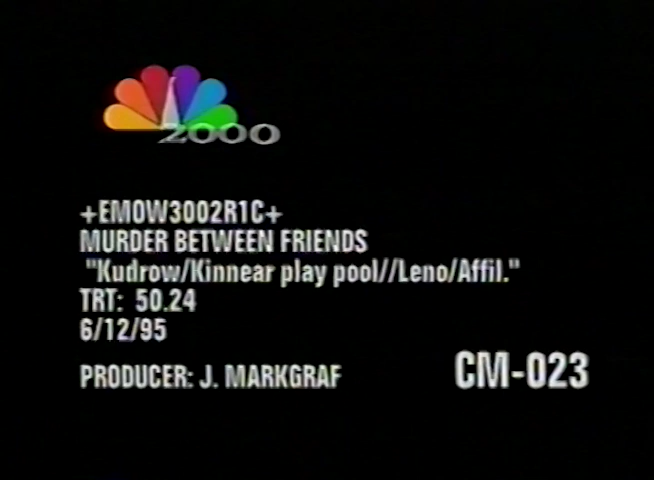 2000
+EMOW3002R1C+
MURDER BETWEEN FRIENDS
"Kudrow/Kinnear play pool//Leno/Affil."
TRT: 50.24
6/12/95
PRODUCER: J. MARKGRAF
CM-023